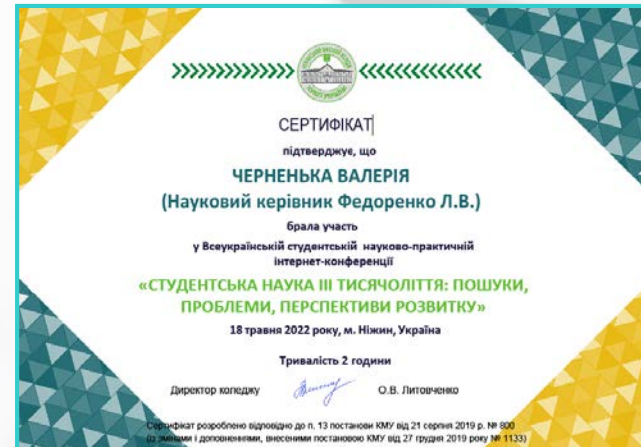 СЕРТИФІКАТ
підтверджує, що
ЧЕРНЕНЬКА ВАЛЕРІЯ
(Науковий керівник Федоренко Л.В.)
брала участь
у Всеукраїнській студентській науково-практичній
інтернет-конференції
«СТУДЕНТСЬКА НАУКА ІІІ ТИСЯЧОЛІТТЯ: ПОШУКИ,
ПРОБЛЕМИ, ПЕРСПЕКТИВИ РОЗВИТКУ»
18 травня 2022 року, м. Ніжин, Україна
Тривалість 2 години
Директор коледжу О.В. Литовченко
Сертифікат розроблено відповідно до п. 13 постанови КМУ від 21 серпня 2019 р. № 800
(із змінами і доповненнями, внесеними постановою КМУ від 27 грудня 2019 року № 1133)